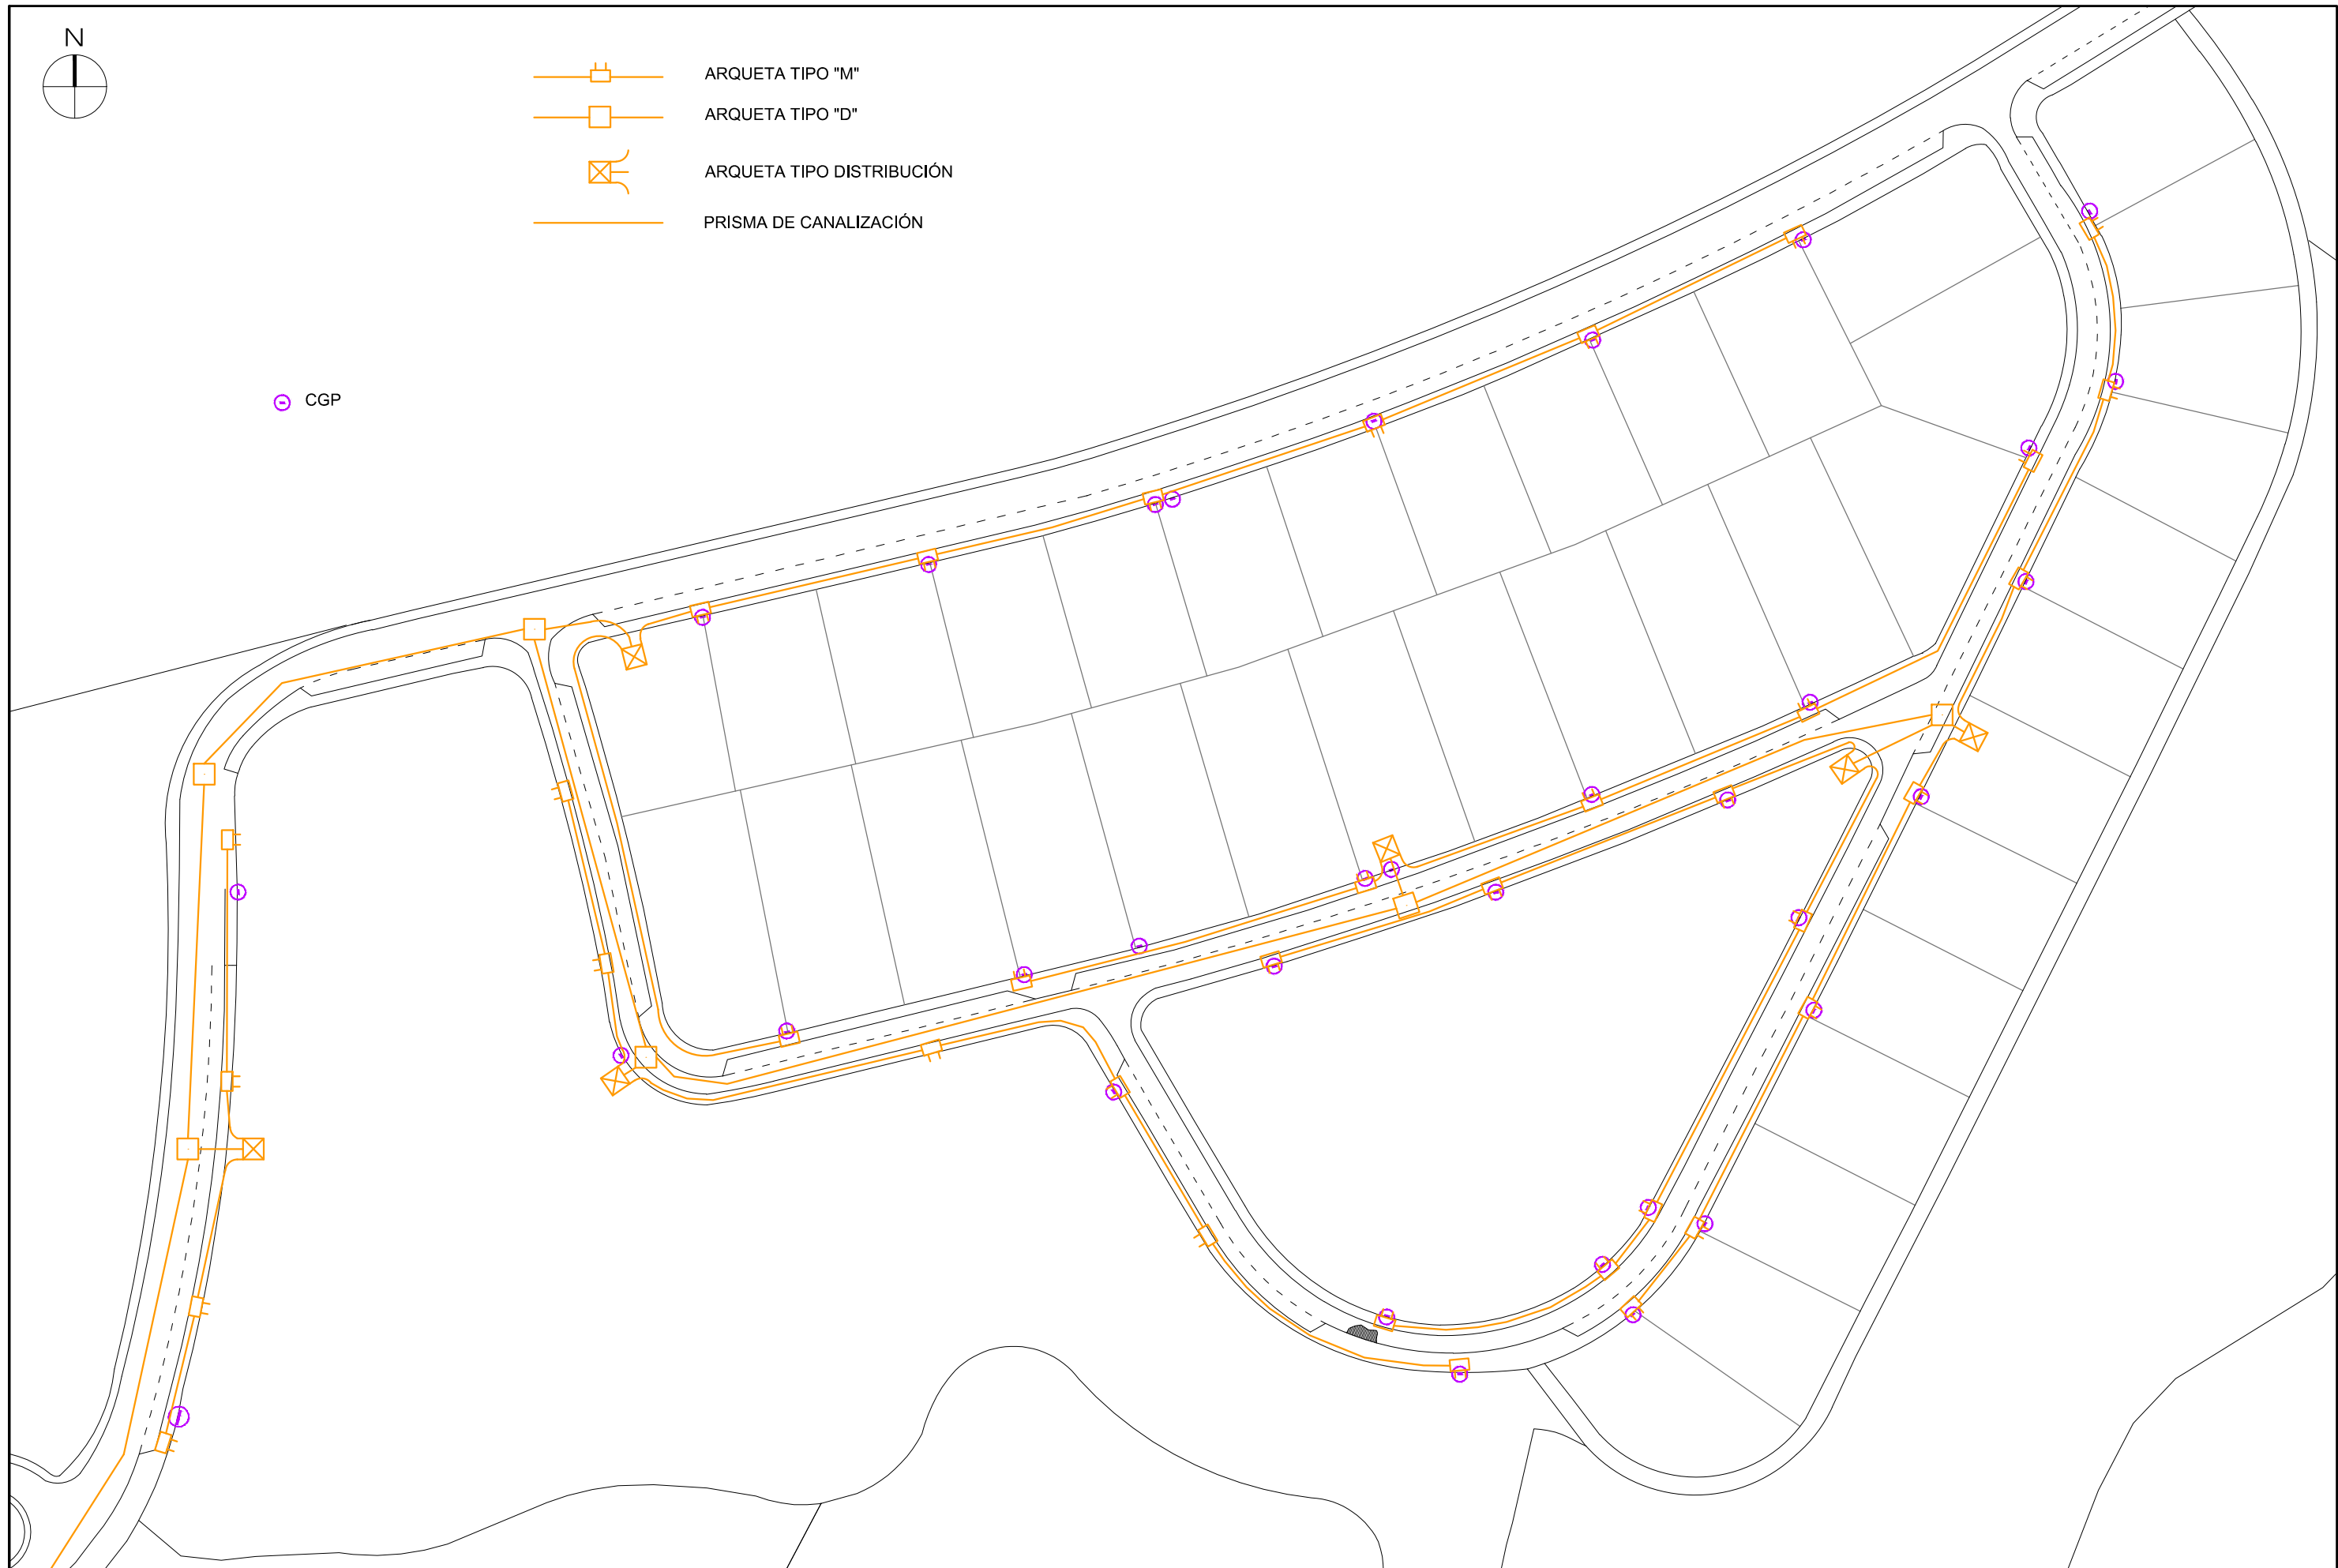 N
ARQUETA TIPO "M"
ARQUETA TIPO "D"
ARQUETA TIPO DISTRIBUCIÓN
PRISMA DE CANALIZACIÓN
CGP